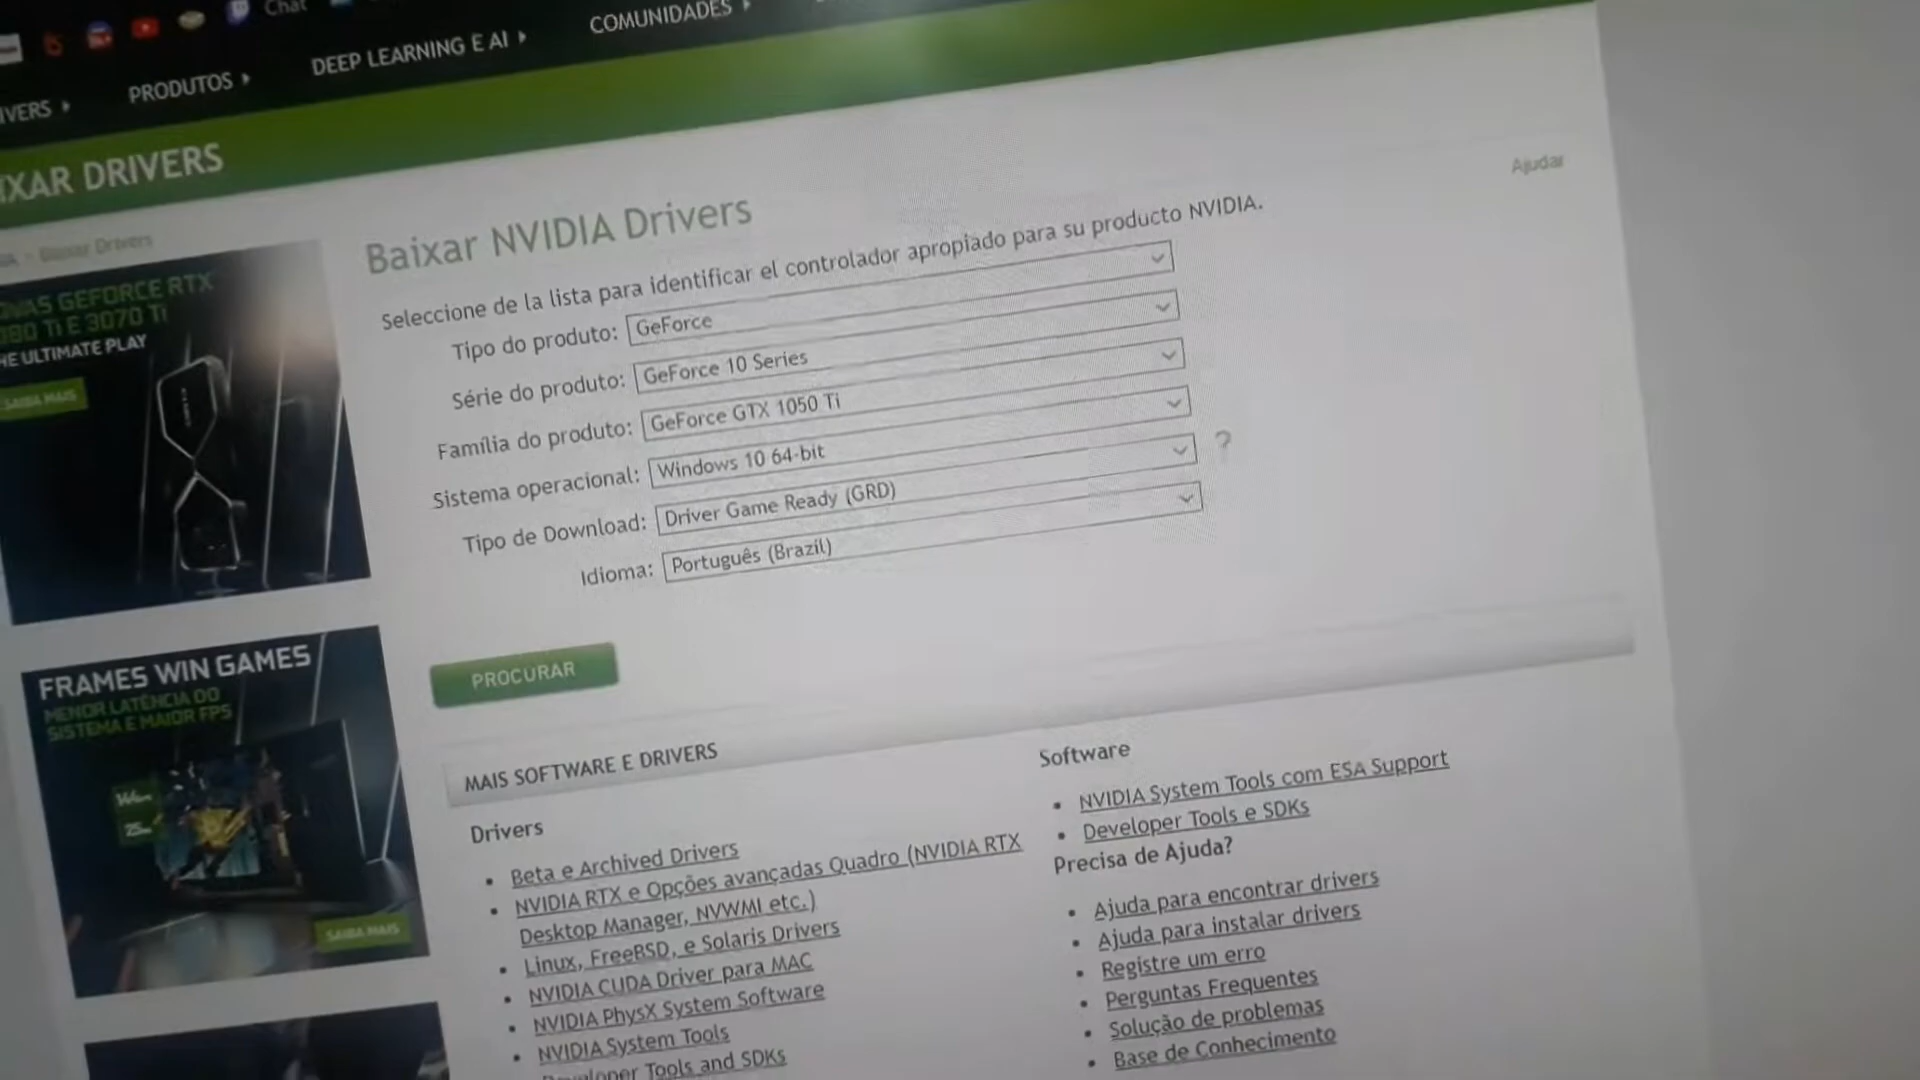 Chat
IVERS
PRODUTOS
DEEP LEARNING E AI
COMUNIDADES
IXAR DRIVERS
Baixar Drivers
Ajudar
Baixar NVIDIA Drivers
Seleccione de la lista para identificar el controlador apropiado para su producto NVIDIA.
Tipo do produto: GeForce
Série do produto: GeForce 10 Series
Família do produto: GeForce GTX 1050 Ti
Sistema operacional: Windows 10 64-bit
Tipo de Download: Driver Game Ready (GRD) ?
Idioma: Português (Brazil)
PROCURAR
OVAS GEFORCE RTX
080 Ti E 3070 Ti
HE ULTIMATE PLAY
SAIBA MAIS
FRAMES WIN GAMES
MENOR LATÊNCIA DO
SISTEMA E MAIOR FPS
SAIBA MAIS
MAIS SOFTWARE E DRIVERS
Drivers
Beta e Archived Drivers
NVIDIA RTX e Opções avançadas Quadro (NVIDIA RTX
Desktop Manager, NVWMI etc.)
Linux, FreeBSD, e Solaris Drivers
NVIDIA CUDA Driver para MAC
NVIDIA PhysX System Software
NVIDIA System Tools
Developer Tools and SDKs
Software
NVIDIA System Tools com ESA Support
Developer Tools e SDKs
Precisa de Ajuda?
Ajuda para encontrar drivers
Ajuda para instalar drivers
Registre um erro
Perguntas Frequentes
Solução de problemas
Base de Conhecimento